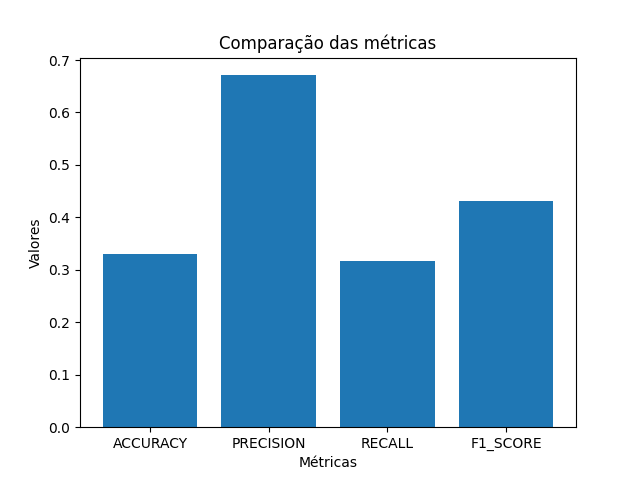 Comparação das métricas
Valores
0.7
0.6
0.5
0.4
0.3
0.2
0.1
0.0
ACCURACY PRECISION RECALL F1_SCORE
Métricas